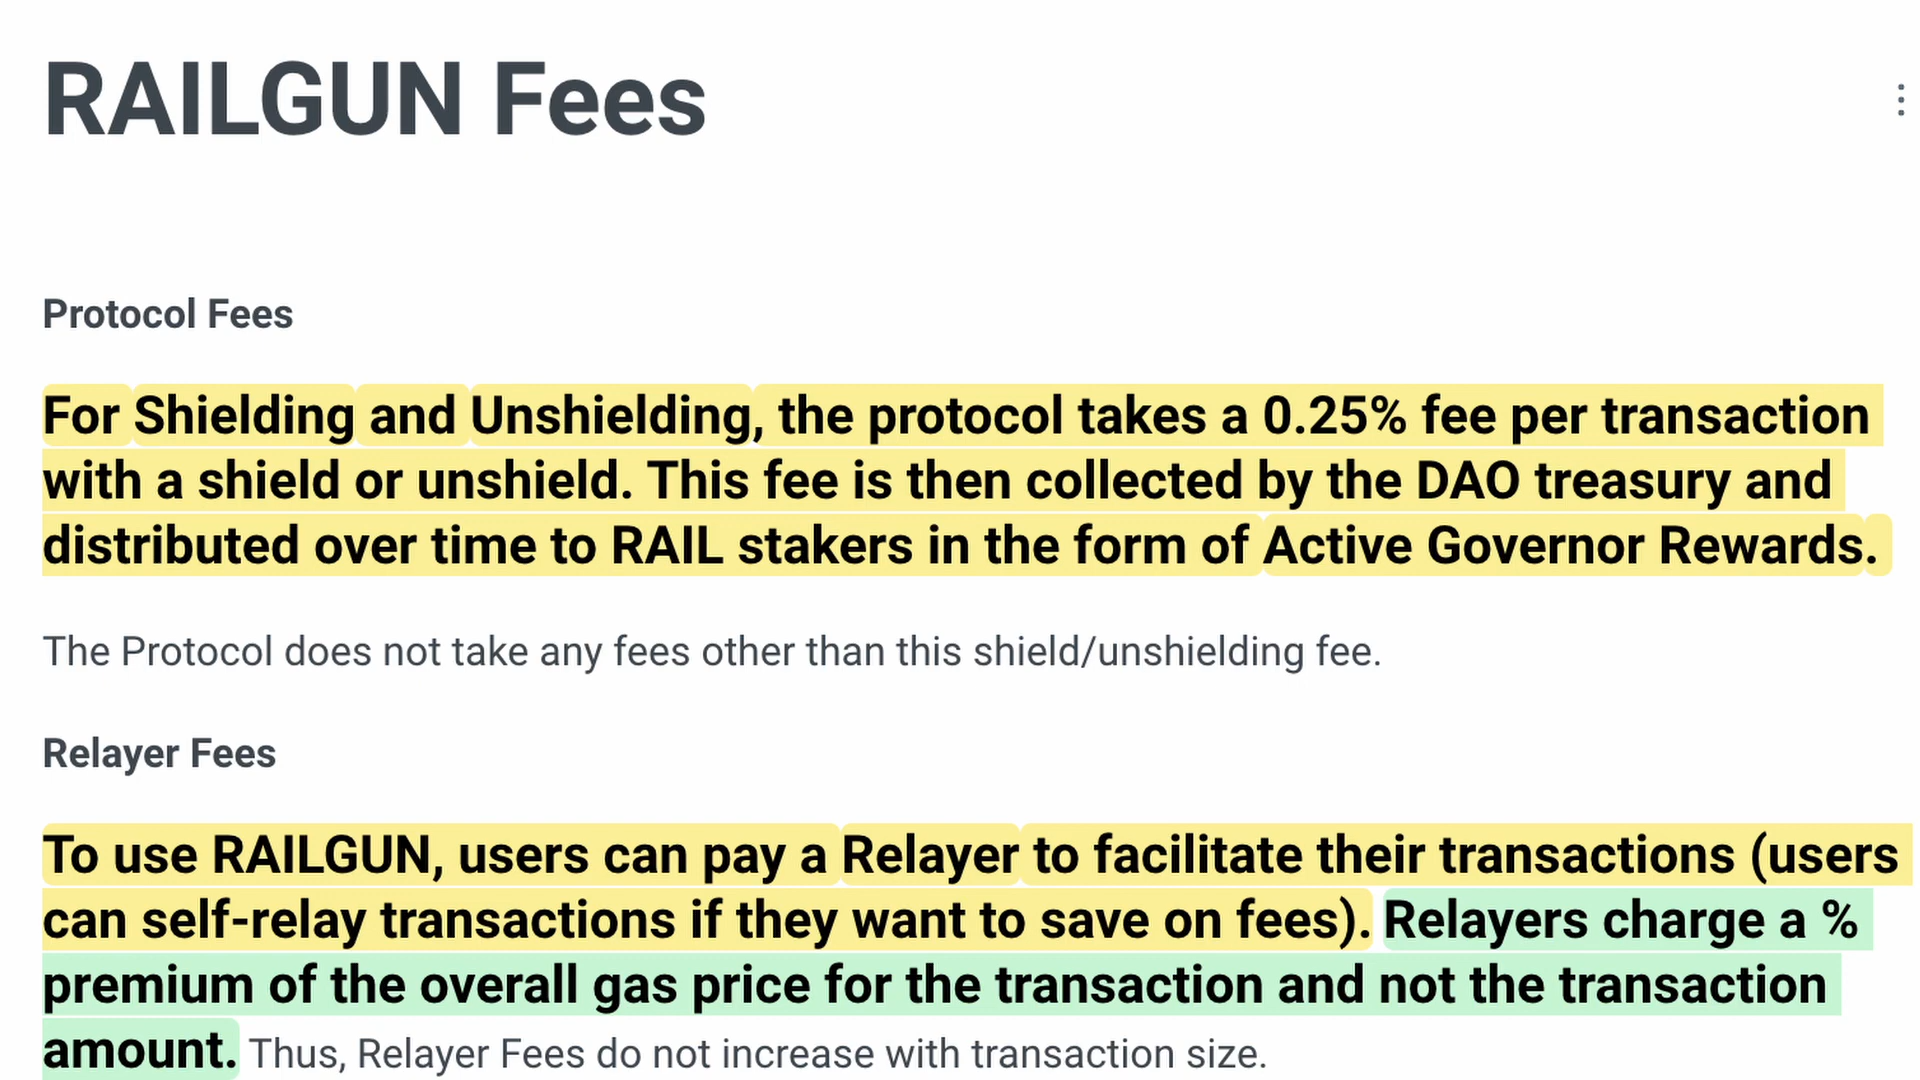 RAILGUN Fees
Protocol Fees
For Shielding and Unshielding, the protocol takes a 0.25% fee per transaction
with a shield or unshield. This fee is then collected by the DAO treasury and
distributed over time to RAIL stakers in the form of Active Governor Rewards.
The Protocol does not take any fees other than this shield/unshielding fee.
Relayer Fees
To use RAILGUN, users can pay a Relayer to facilitate their transactions (users
can self-relay transactions if they want to save on fees). Relayers charge a %
premium of the overall gas price for the transaction and not the transaction
amount. Thus, Relayer Fees do not increase with transaction size.